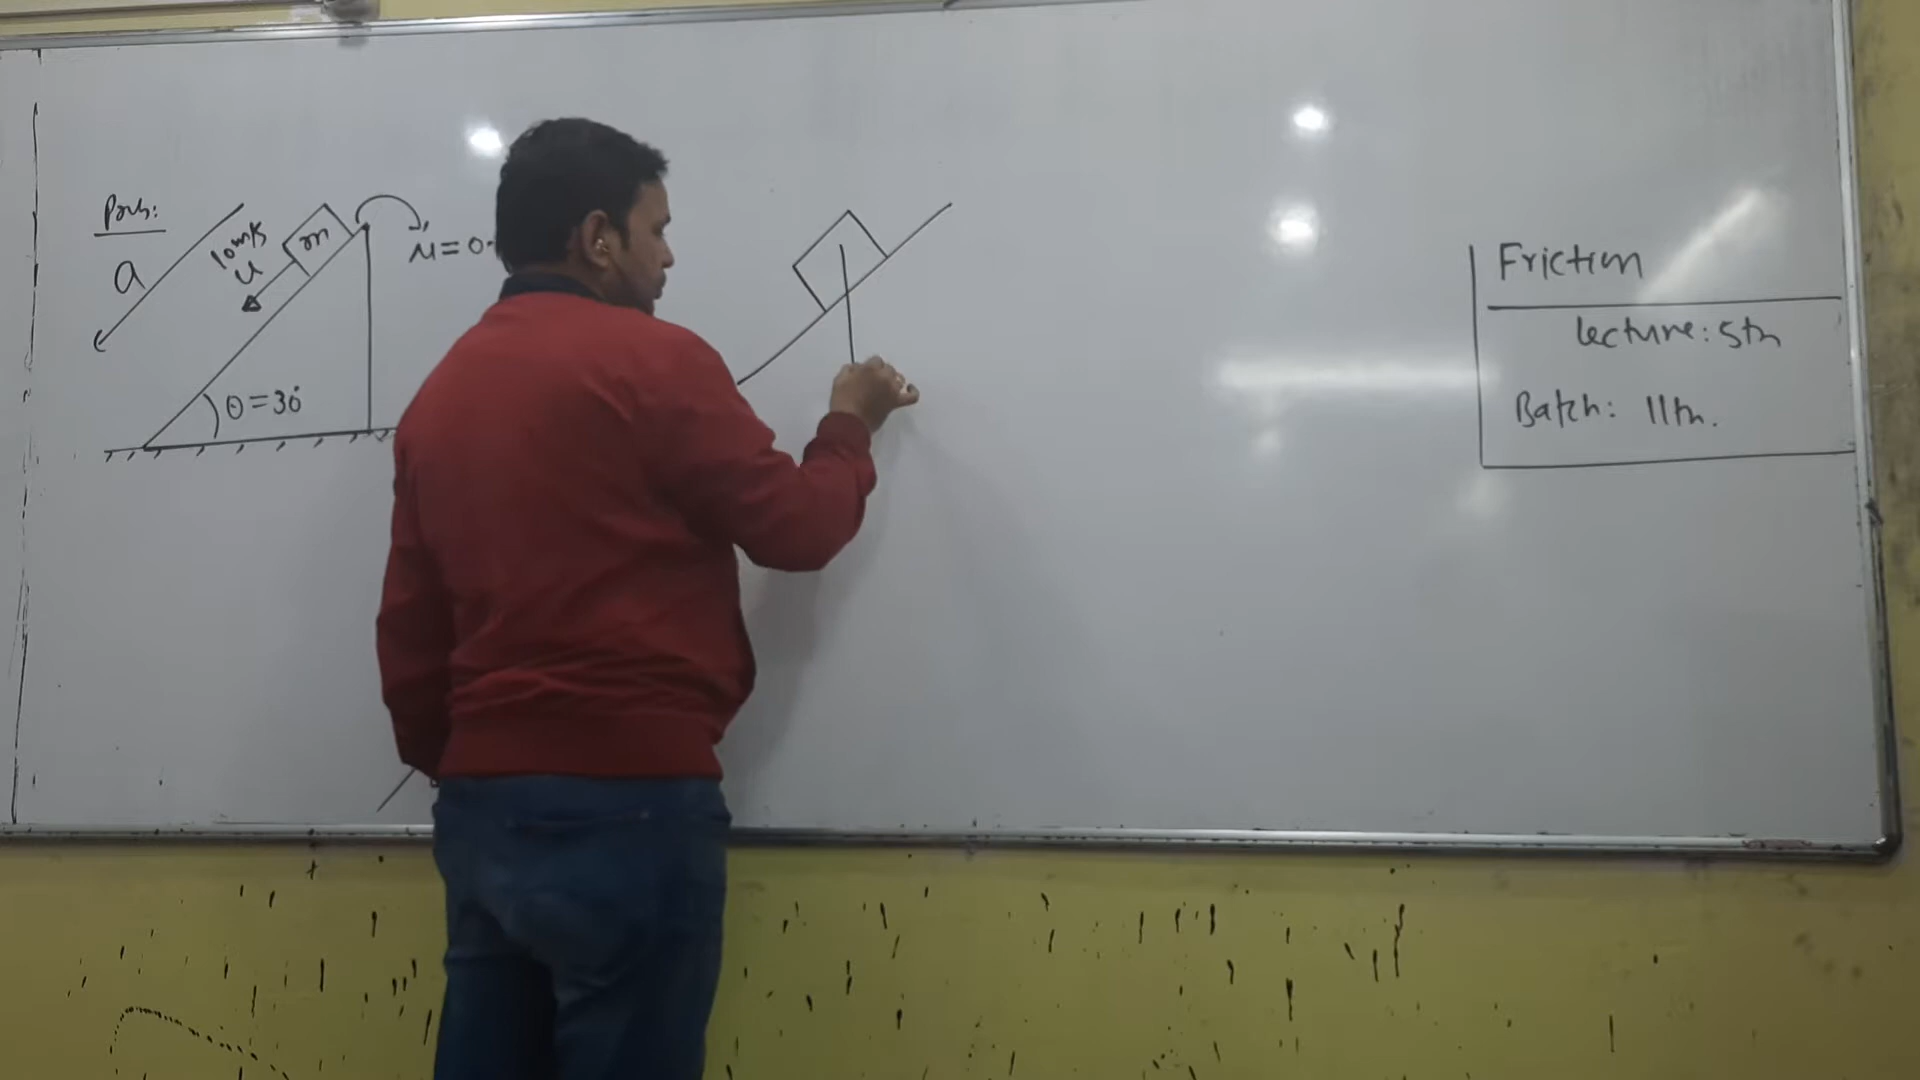 Prob:
a
10 m/s
u
m
μ = 0.
θ = 30°
Friction
Lecture: 5th
Batch: 11th.